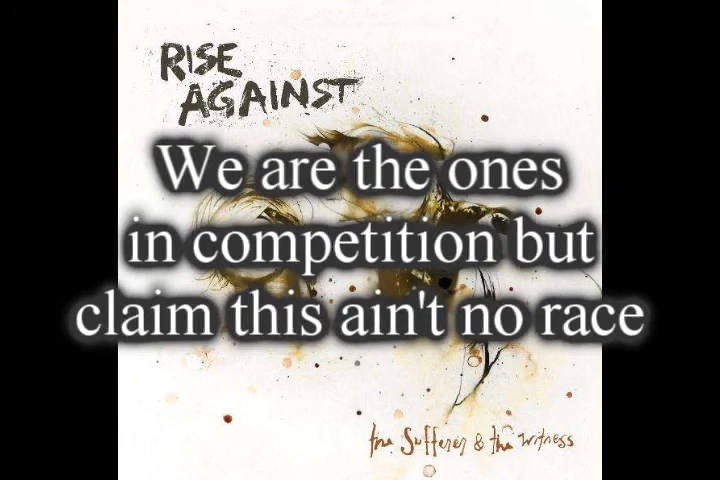 RISE
AGAINST
We are the ones
in competition but
claim this ain't no race
the Sufferer & the Witness